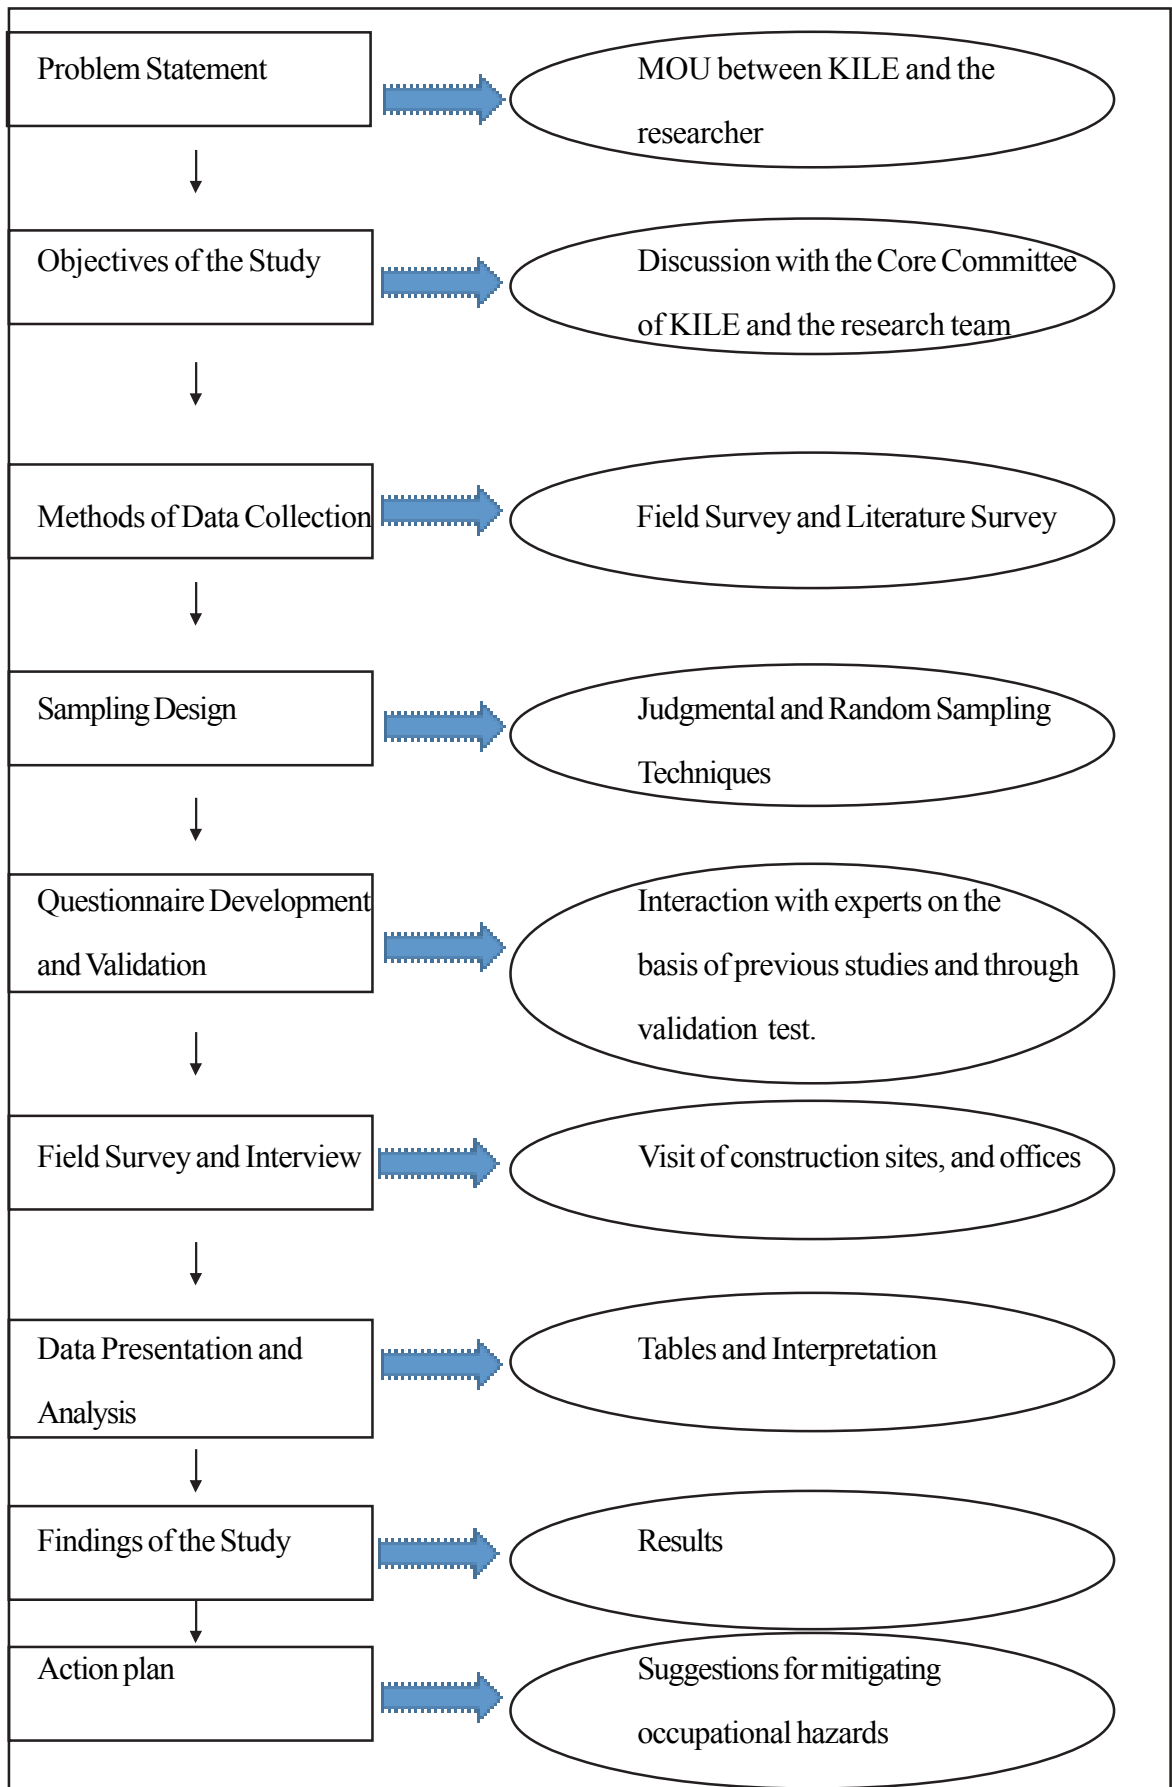 Problem Statement
MOU between KILE and the
researcher
Objectives of the Study
Discussion with the Core Committee
of KILE and the research team
Methods of Data Collection
Field Survey and Literature Survey
Sampling Design
Judgmental and Random Sampling
Techniques
Questionnaire Development
and Validation
Interaction with experts on the
basis of previous studies and through
validation test.
Field Survey and Interview
Visit of construction sites, and offices
Data Presentation and
Analysis
Tables and Interpretation
Findings of the Study
Results
Action plan
Suggestions for mitigating
occupational hazards